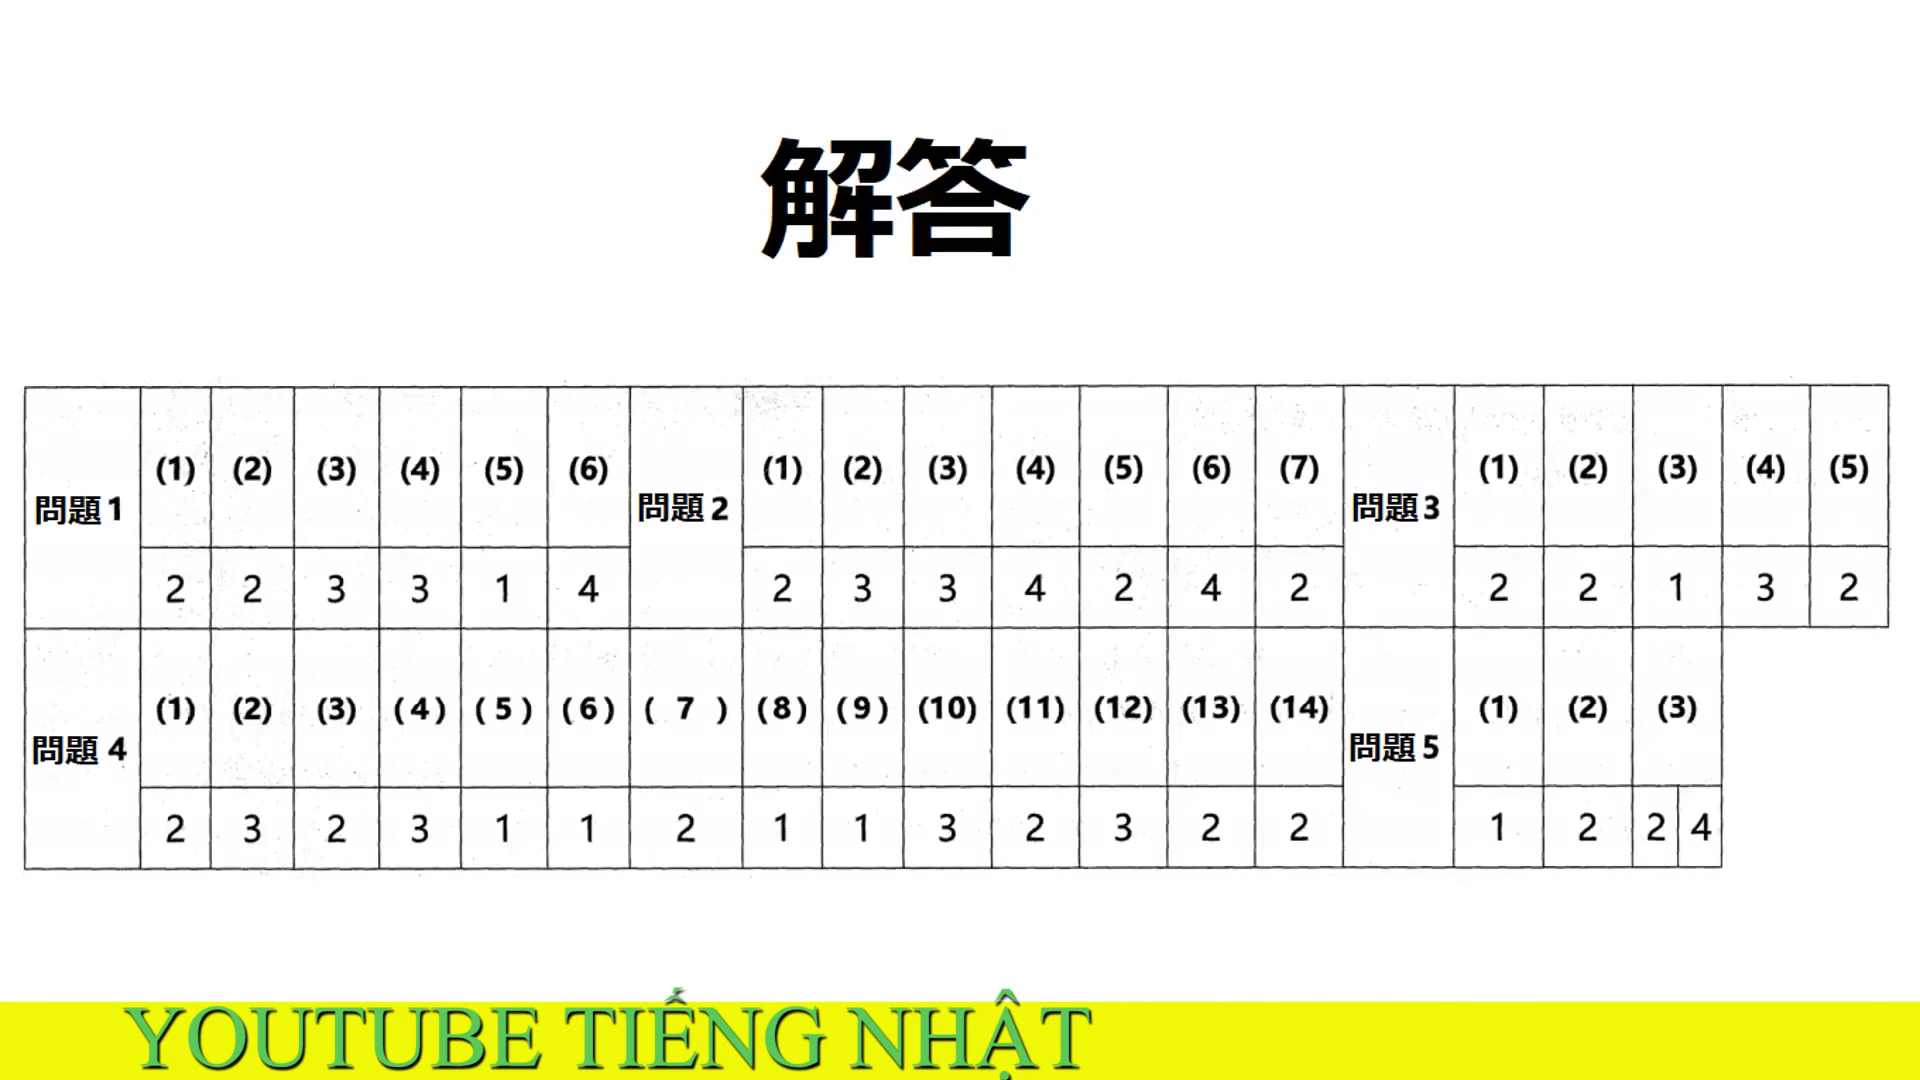 解答
問題1 (1) (2) (3) (4) (5) (6) 問題2 (1) (2) (3) (4) (5) (6) (7) 問題3 (1) (2) (3) (4) (5)
2 2 3 3 1 4 2 3 3 4 2 4 2 2 2 1 3 2
問題4 (1) (2) (3) (4) (5) (6) (7) (8) (9) (10) (11) (12) (13) (14) 問題5 (1) (2) (3)
2 3 2 3 1 1 2 1 1 3 2 3 2 2 1 2 2 4
YOUTUBE TIẾNG NHẬT